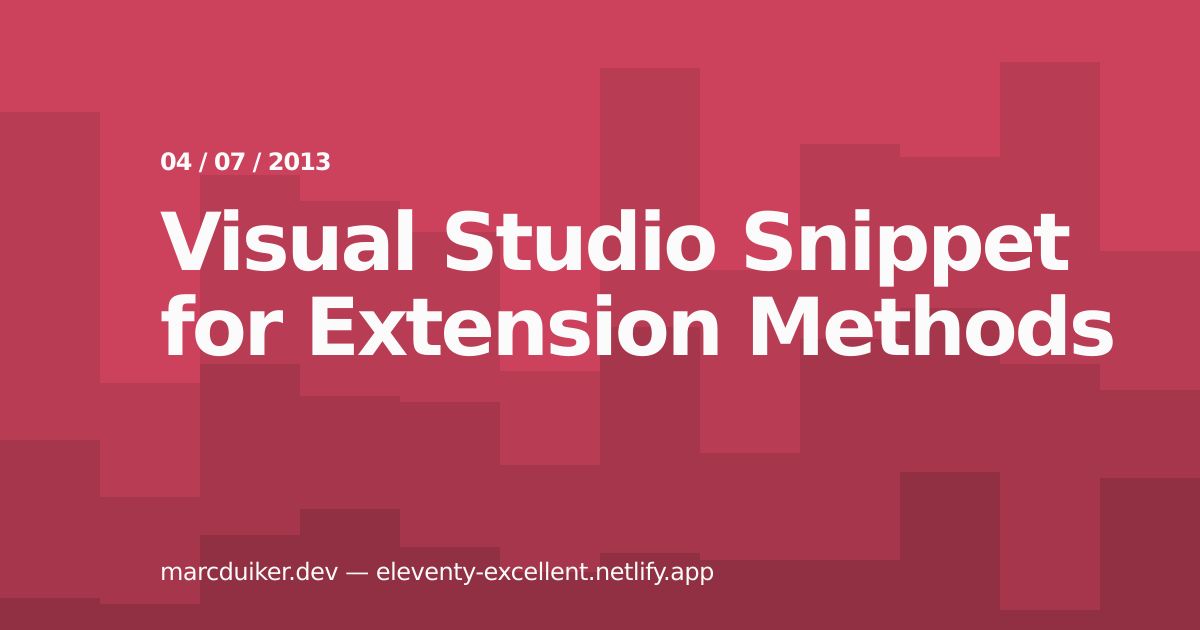 04 / 07 / 2013
Visual Studio Snippet
for Extension Methods
marcduiker.dev — eleventy-excellent.netlify.app